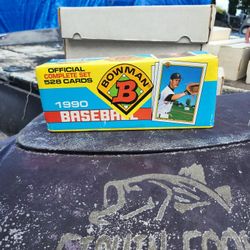 OFFICIAL
COMPLETE SET
528 CARDS
BOWMAN
B
1990
BASEBALL